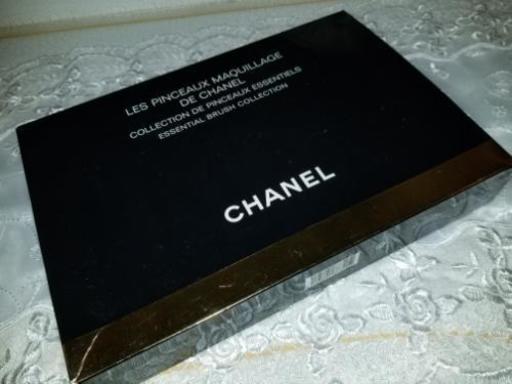 LES PINCEAUX MAQUILLAGE
DE CHANEL
COLLECTION DE PINCEAUX ESSENTIELS
ESSENTIAL BRUSH COLLECTION
CHANEL